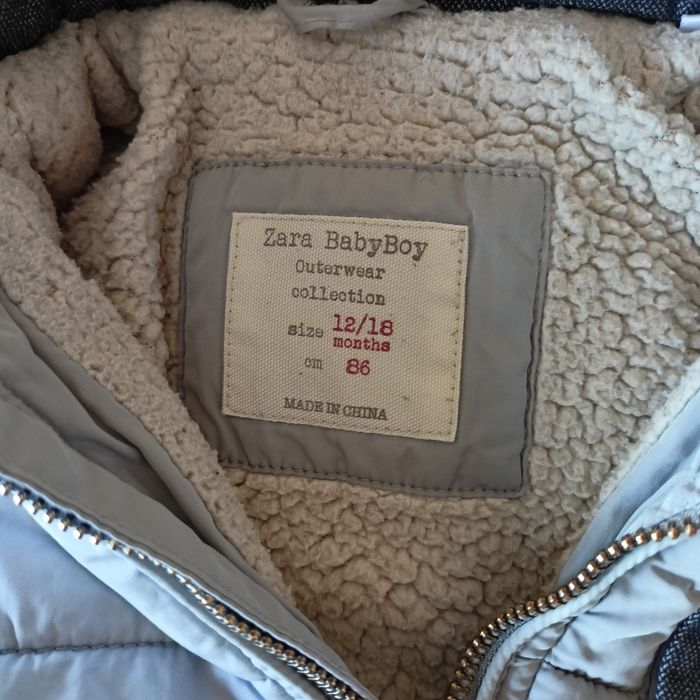 Zara BabyBoy
Outerwear
collection
size 12/18
months
cm 86
MADE IN CHINA